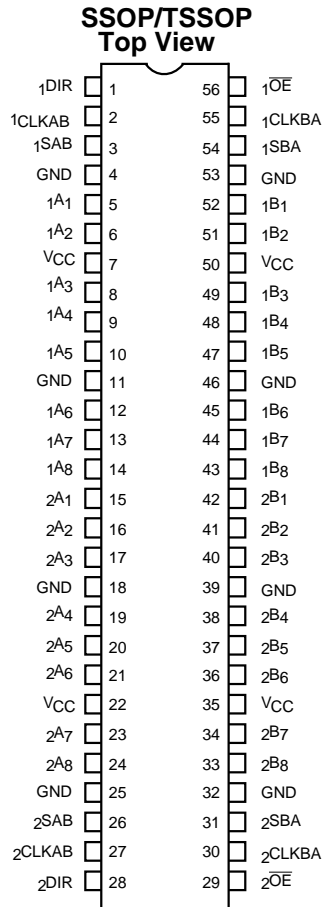 SSOP/TSSOP
Top View
1DIR 1 56 1O̅E̅ 
1CLKAB 2 55 1CLKBA
1SAB 3 54 1SBA
GND 4 53 GND
1A1 5 52 1B1
1A2 6 51 1B2
VCC 7 50 VCC
1A3 8 49 1B3
1A4 9 48 1B4
1A5 10 47 1B5
GND 11 46 GND
1A6 12 45 1B6
1A7 13 44 1B7
1A8 14 43 1B8
2A1 15 42 2B1
2A2 16 41 2B2
2A3 17 40 2B3
GND 18 39 GND
2A4 19 38 2B4
2A5 20 37 2B5
2A6 21 36 2B6
VCC 22 35 VCC
2A7 23 34 2B7
2A8 24 33 2B8
GND 25 32 GND
2SAB 26 31 2SBA
2CLKAB 27 30 2CLKBA
2DIR 28 29 2O̅E̅